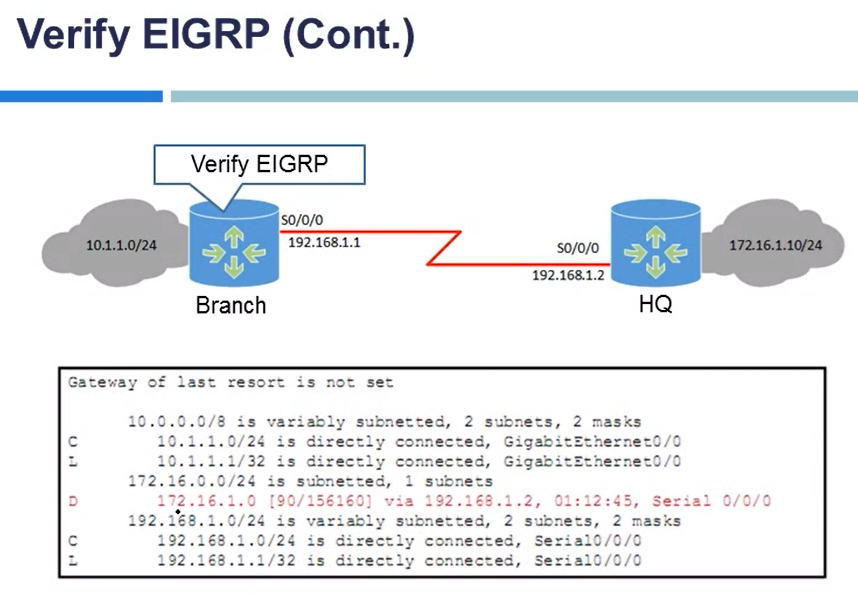 Verify EIGRP (Cont.)
Verify EIGRP
S0/0/0
10.1.1.0/24
192.168.1.1
S0/0/0
172.16.1.10/24
192.168.1.2
Branch
HQ
Gateway of last resort is not set
10.0.0.0/8 is variably subnetted, 2 subnets, 2 masks
C 10.1.1.0/24 is directly connected, GigabitEthernet0/0
L 10.1.1.1/32 is directly connected, GigabitEthernet0/0
172.16.0.0/24 is subnetted, 1 subnets
D 172.16.1.0 [90/156160] via 192.168.1.2, 01:12:45, Serial 0/0/0
192.168.1.0/24 is variably subnetted, 2 subnets, 2 masks
C 192.168.1.0/24 is directly connected, Serial0/0/0
L 192.168.1.1/32 is directly connected, Serial0/0/0